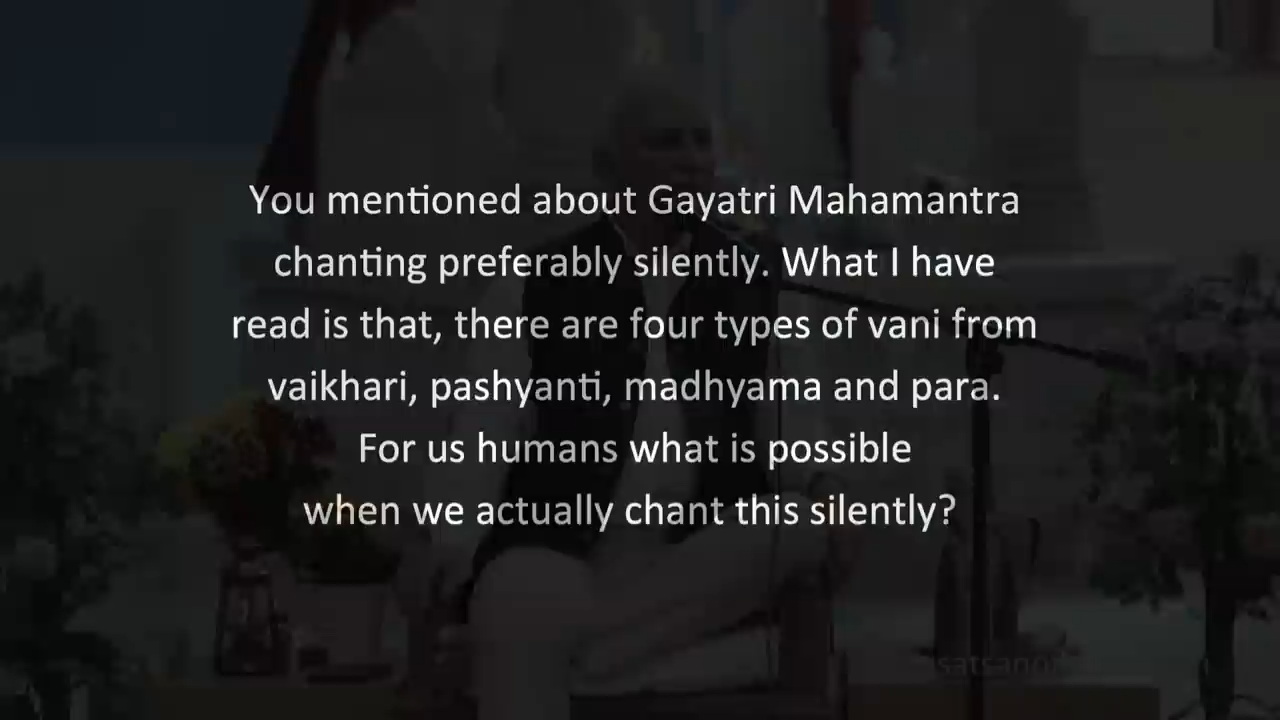 You mentioned about Gayatri Mahamantra
chanting preferably silently. What I have
read is that, there are four types of vani from
vaikhari, pashyanti, madhyama and para.
For us humans what is possible
when we actually chant this silently?